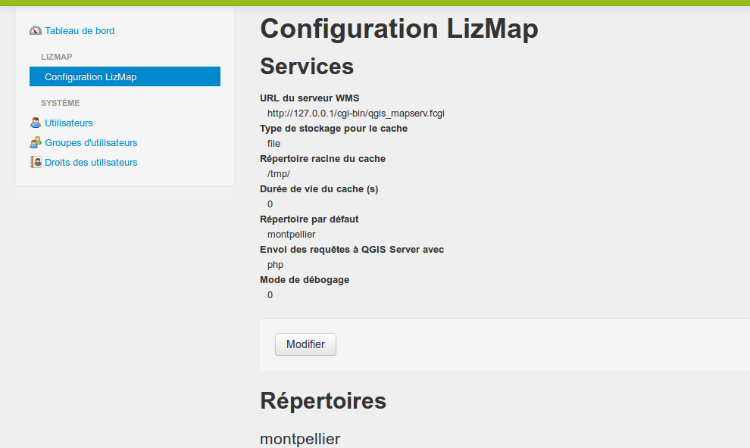 Tableau de bord
LIZMAP
Configuration LizMap
SYSTÈME
Utilisateurs
Groupes d'utilisateurs
Droits des utilisateurs
Configuration LizMap
Services
URL du serveur WMS
http://127.0.0.1/cgi-bin/qgis_mapserv.fcgi
Type de stockage pour le cache
file
Répertoire racine du cache
/tmp/
Durée de vie du cache (s)
0
Répertoire par défaut
montpellier
Envoi des requêtes à QGIS Server avec
php
Mode de débogage
0
Modifier
Répertoires
montpellier